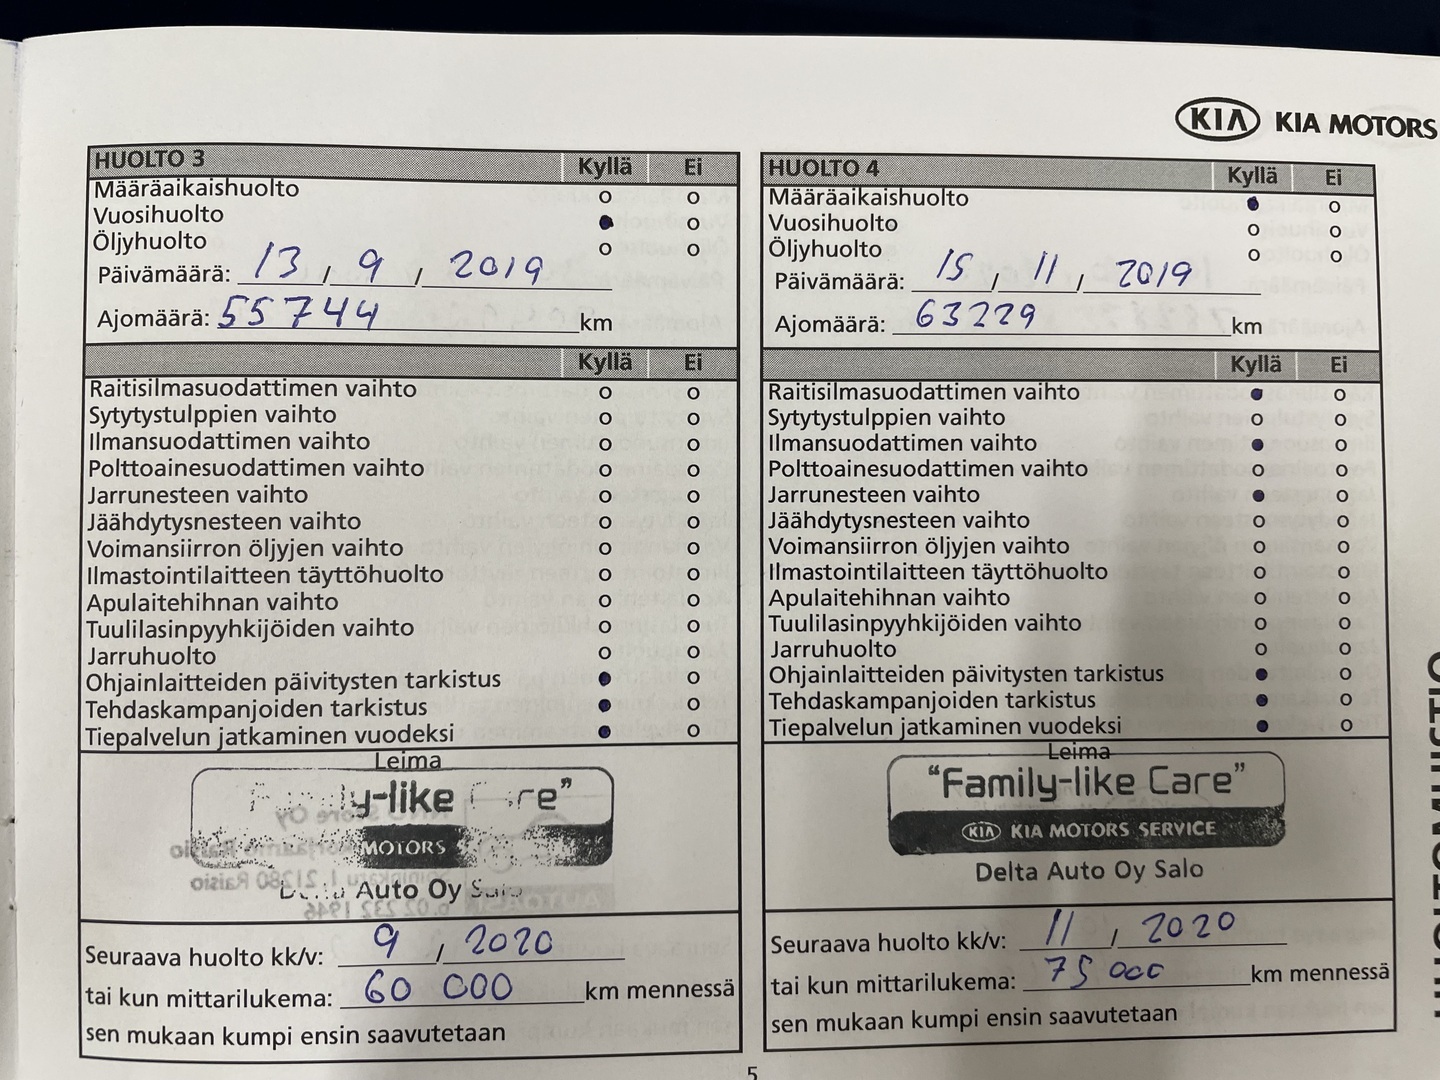 KIA KIA MOTORS
HUOLTO 3 Kyllä Ei
Määräaikaishuolto o o
Vuosihuolto ● o
Öljyhuolto o o
Päivämäärä: 13 / 9 / 2019
Ajomäärä: 55744 km
Kyllä Ei
Raitisilmasuodattimen vaihto o o
Sytytystulppien vaihto o o
Ilmansuodattimen vaihto o o
Polttoainesuodattimen vaihto o o
Jarrunesteen vaihto o o
Jäähdytysnesteen vaihto o o
Voimansiirron öljyjen vaihto o o
Ilmastointilaitteen täyttöhuolto o o
Apulaitehihnan vaihto o o
Tuulilasinpyyhkijöiden vaihto o o
Jarruhuolto o o
Ohjainlaitteiden päivitysten tarkistus ● o
Tehdaskampanjoiden tarkistus ● o
Tiepalvelun jatkaminen vuodeksi ● o
Leima
y-like re”
MOTORS
Auto Oy
Seuraava huolto kk/v: 9 / 2020
tai kun mittarilukema: 60 000 km mennessä
sen mukaan kumpi ensin saavutetaan
HUOLTO 4 Kyllä Ei
Määräaikaishuolto ● o
Vuosihuolto o o
Öljyhuolto o o
Päivämäärä: 15 / 11 / 2019
Ajomäärä: 63229 km
Kyllä Ei
Raitisilmasuodattimen vaihto ● o
Sytytystulppien vaihto o o
Ilmansuodattimen vaihto ● o
Polttoainesuodattimen vaihto o o
Jarrunesteen vaihto ● o
Jäähdytysnesteen vaihto o o
Voimansiirron öljyjen vaihto o o
Ilmastointilaitteen täyttöhuolto o o
Apulaitehihnan vaihto o o
Tuulilasinpyyhkijöiden vaihto o o
Jarruhuolto o o
Ohjainlaitteiden päivitysten tarkistus ● o
Tehdaskampanjoiden tarkistus ● o
Tiepalvelun jatkaminen vuodeksi ● o
Leima
“Family-like Care”
KIA KIA MOTORS SERVICE
Delta Auto Oy Salo
Seuraava huolto kk/v: 11 / 2020
tai kun mittarilukema: 75 000 km mennessä
sen mukaan kumpi ensin saavutetaan
5